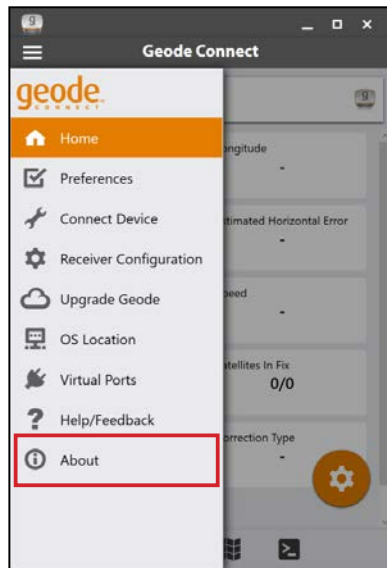 Geode Connect
geode
CONNECT
Home
Preferences
Connect Device
Receiver Configuration
Upgrade Geode
OS Location
Virtual Ports
Help/Feedback
About
ongitude
-
stimated Horizontal Error
-
peed
-
atellites In Fix
0/0
orrection Type
-